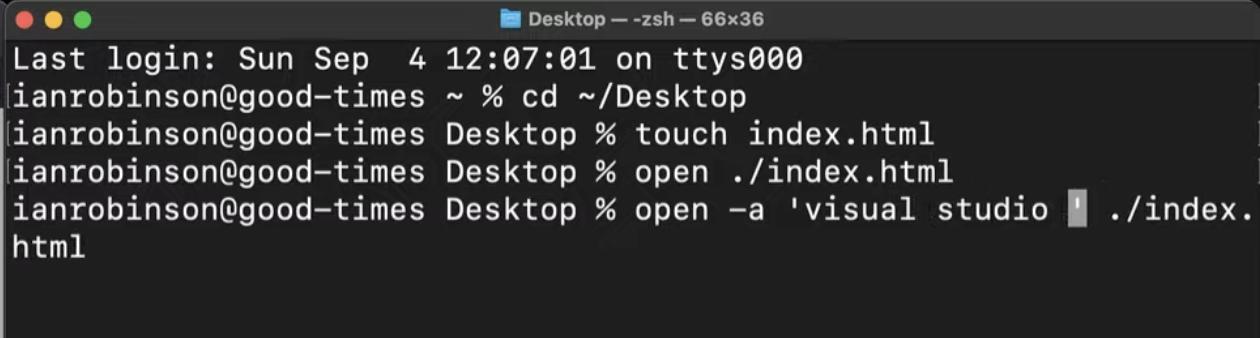 Desktop — -zsh — 66×36
Last login: Sun Sep  4 12:07:01 on ttys000
[ianrobinson@good-times ~ % cd ~/Desktop
[ianrobinson@good-times Desktop % touch index.html
[ianrobinson@good-times Desktop % open ./index.html
ianrobinson@good-times Desktop % open -a 'visual studio ' ./index.
html